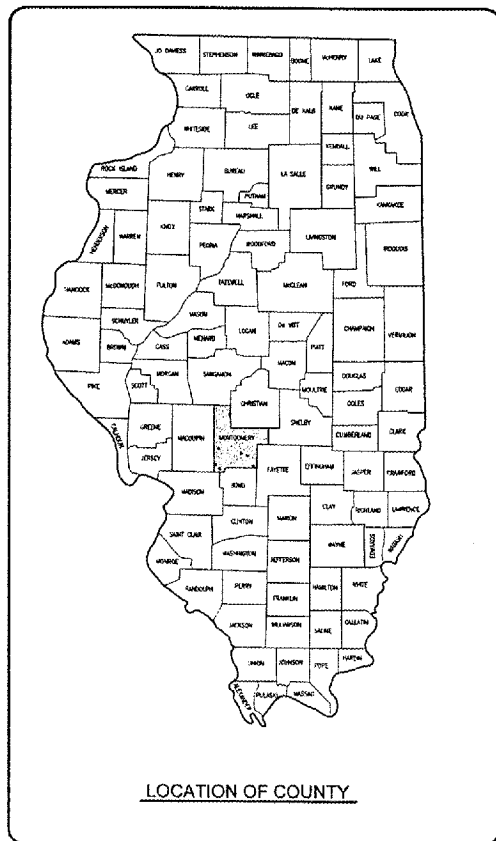 JO DAVIESS STEPHENSON WINNEBAGO BOONE McHENRY LAKE
CARROLL OGLE DE KALB KANE COOK
DU PAGE
WHITESIDE LEE
KENDALL
ROCK ISLAND HENRY BUREAU LA SALLE WILL
GRUNDY
MERCER PUTNAM KANKAKEE
STARK
HENDERSON WARREN KNOX MARSHALL
PEORIA WOODFORD LIVINGSTON IROQUOIS
HANCOCK McDONOUGH FULTON TAZEWELL McCLEAN FORD
MASON
SCHUYLER LOGAN De WITT CHAMPAIGN VERMILION
ADAMS BROWN CASS MENARD PIATT
MACON
PIKE SCOTT MORGAN SANGAMON DOUGLAS
MOULTRIE EDGAR
CHRISTIAN COLES
GREENE MACOUPIN MONTGOMERY SHELBY
CALHOUN CUMBERLAND CLARK
JERSEY FAYETTE EFFINGHAM JASPER CRAWFORD
MADISON BOND
CLAY RICHLAND LAWRENCE
CLINTON MARION
SAINT CLAIR WAYNE EDWARDS WABASH
WASHINGTON JEFFERSON
MONROE
RANDOLPH PERRY HAMILTON WHITE
FRANKLIN
JACKSON WILLIAMSON SALINE GALLATIN
UNION JOHNSON POPE HARDIN
ALEXANDER PULASKI MASSAC
LOCATION OF COUNTY